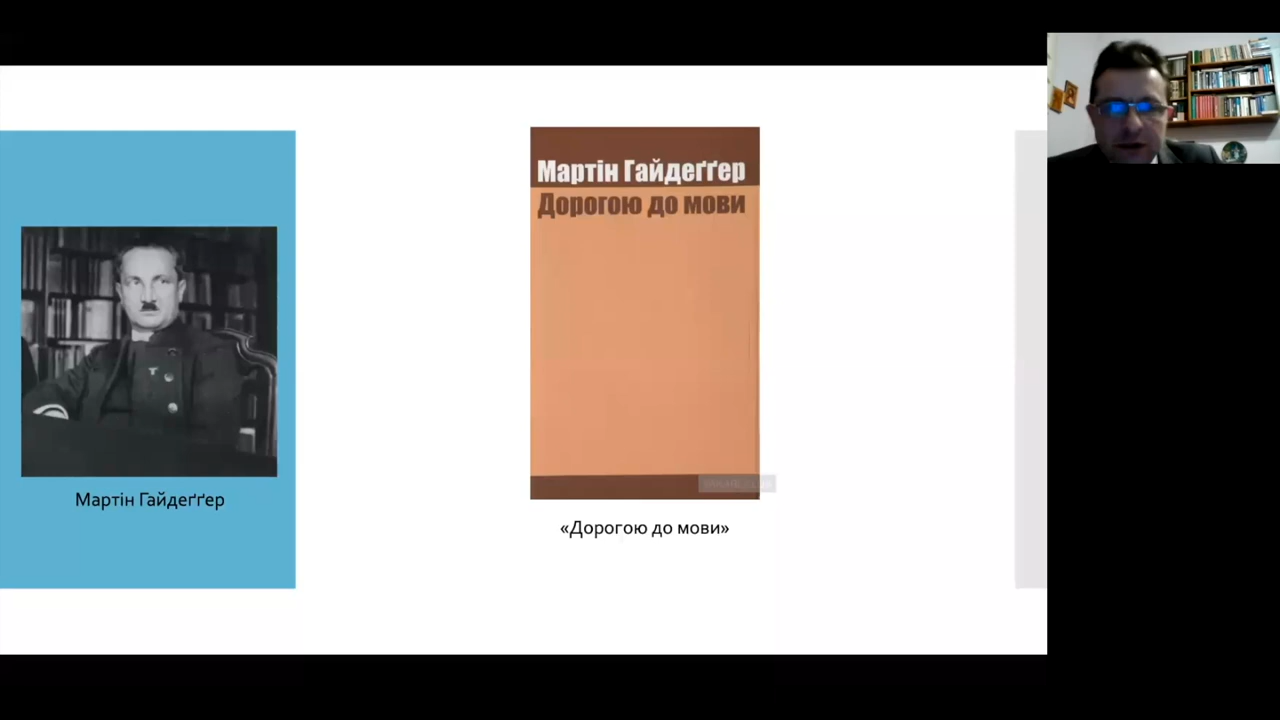 Мартін Гайдеґґер
Мартін Гайдеґґер
Дорогою до мови
«Дорогою до мови»